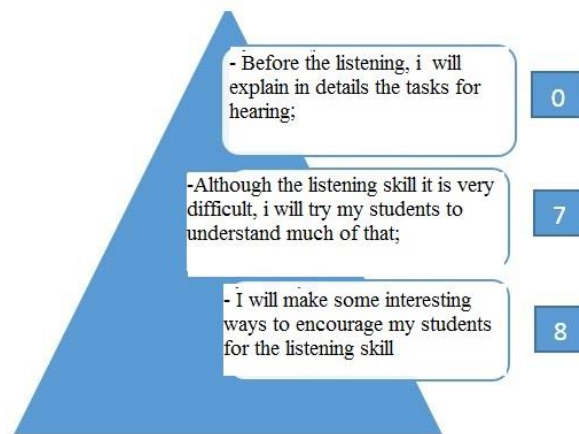 - Before the listening, i will
explain in details the tasks for
hearing;
0
-Although the listening skill it is very
difficult, i will try my students to
understand much of that;
7
- I will make some interesting
ways to encourage my students
for the listening skill
8